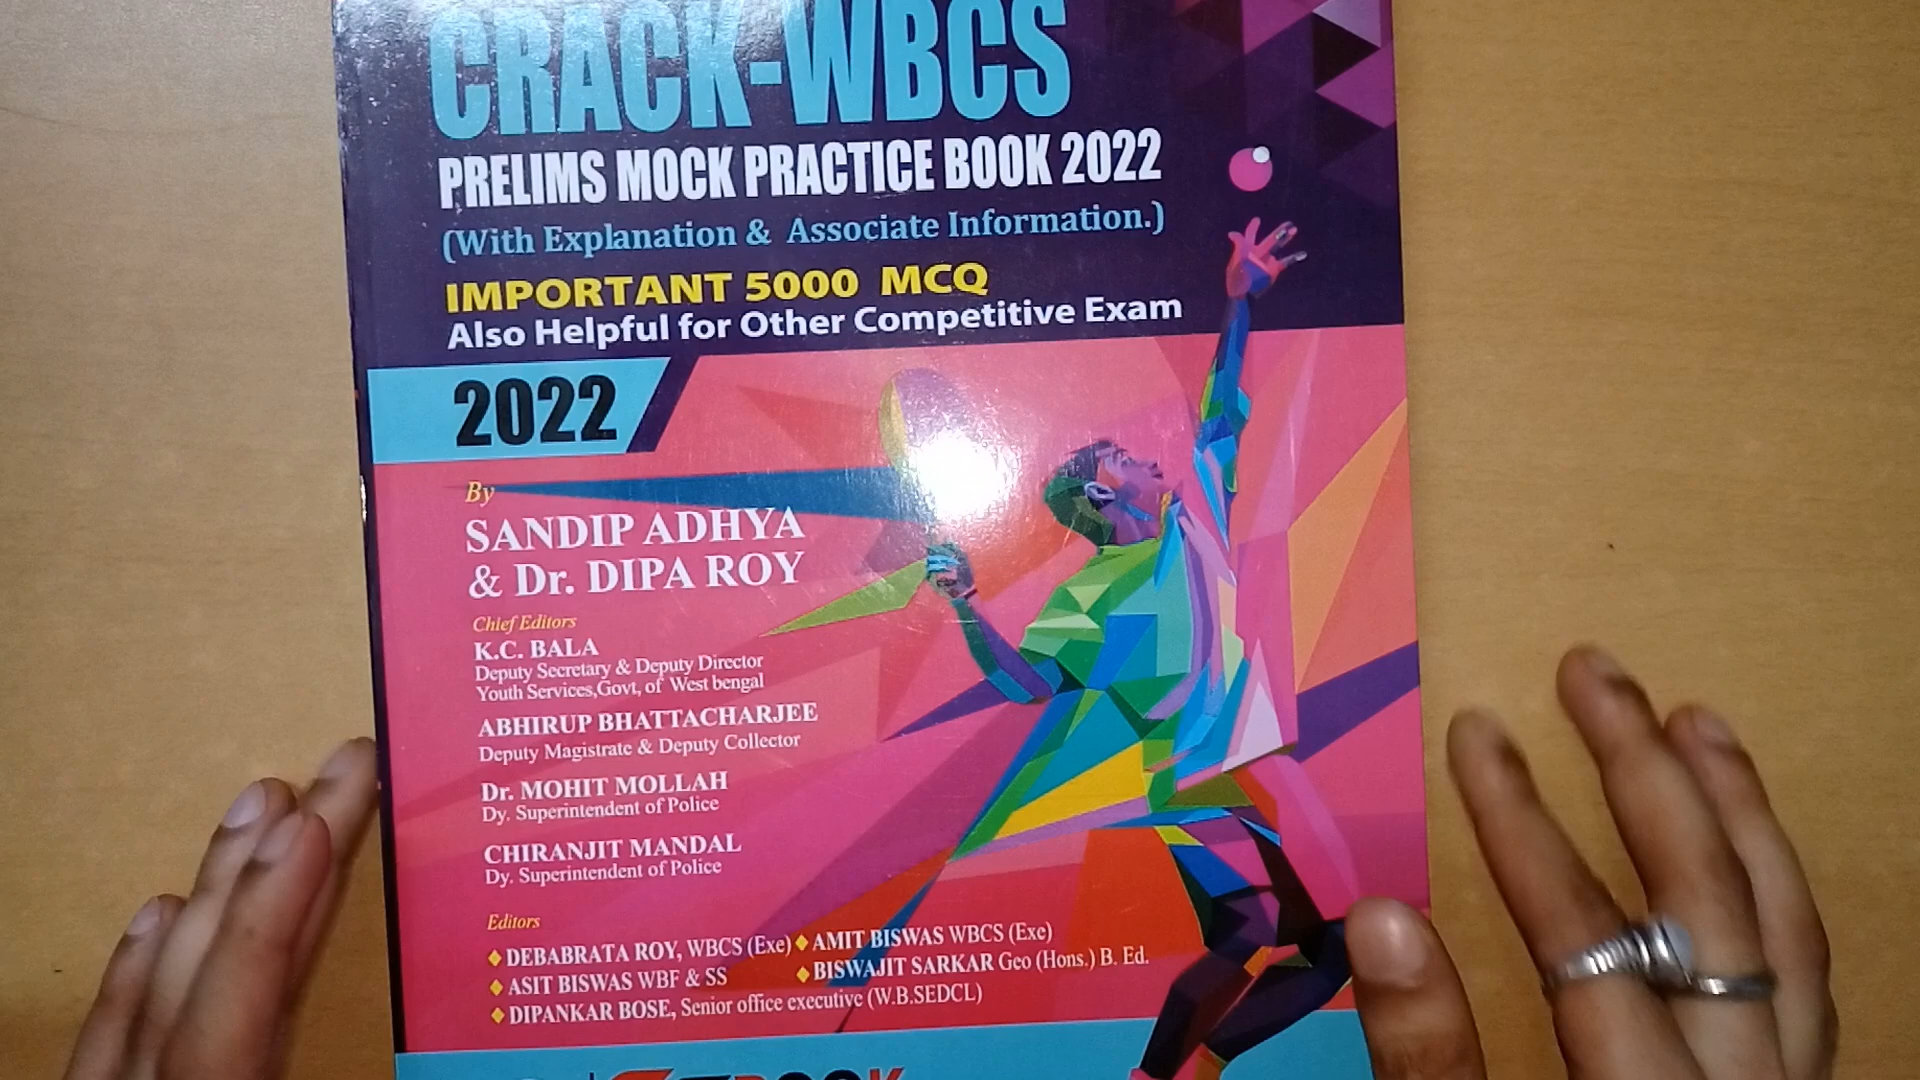 CRACK-WBCS
PRELIMS MOCK PRACTICE BOOK 2022
(With Explanation & Associate Information.)
IMPORTANT 5000 MCQ
Also Helpful for Other Competitive Exam
2022
By
SANDIP ADHYA
& Dr. DIPA ROY
Chief Editors
K.C. BALA
Deputy Secretary & Deputy Director
Youth Services,Govt, of West bengal
ABHIRUP BHATTACHARJEE
Deputy Magistrate & Deputy Collector
Dr. MOHIT MOLLAH
Dy. Superintendent of Police
CHIRANJIT MANDAL
Dy. Superintendent of Police
Editors
DEBABRATA ROY, WBCS (Exe) AMIT BISWAS WBCS (Exe)
ASIT BISWAS WBF & SS BISWAJIT SARKAR Geo (Hons.) B. Ed.
DIPANKAR BOSE, Senior office executive (W.B.SEDCL)